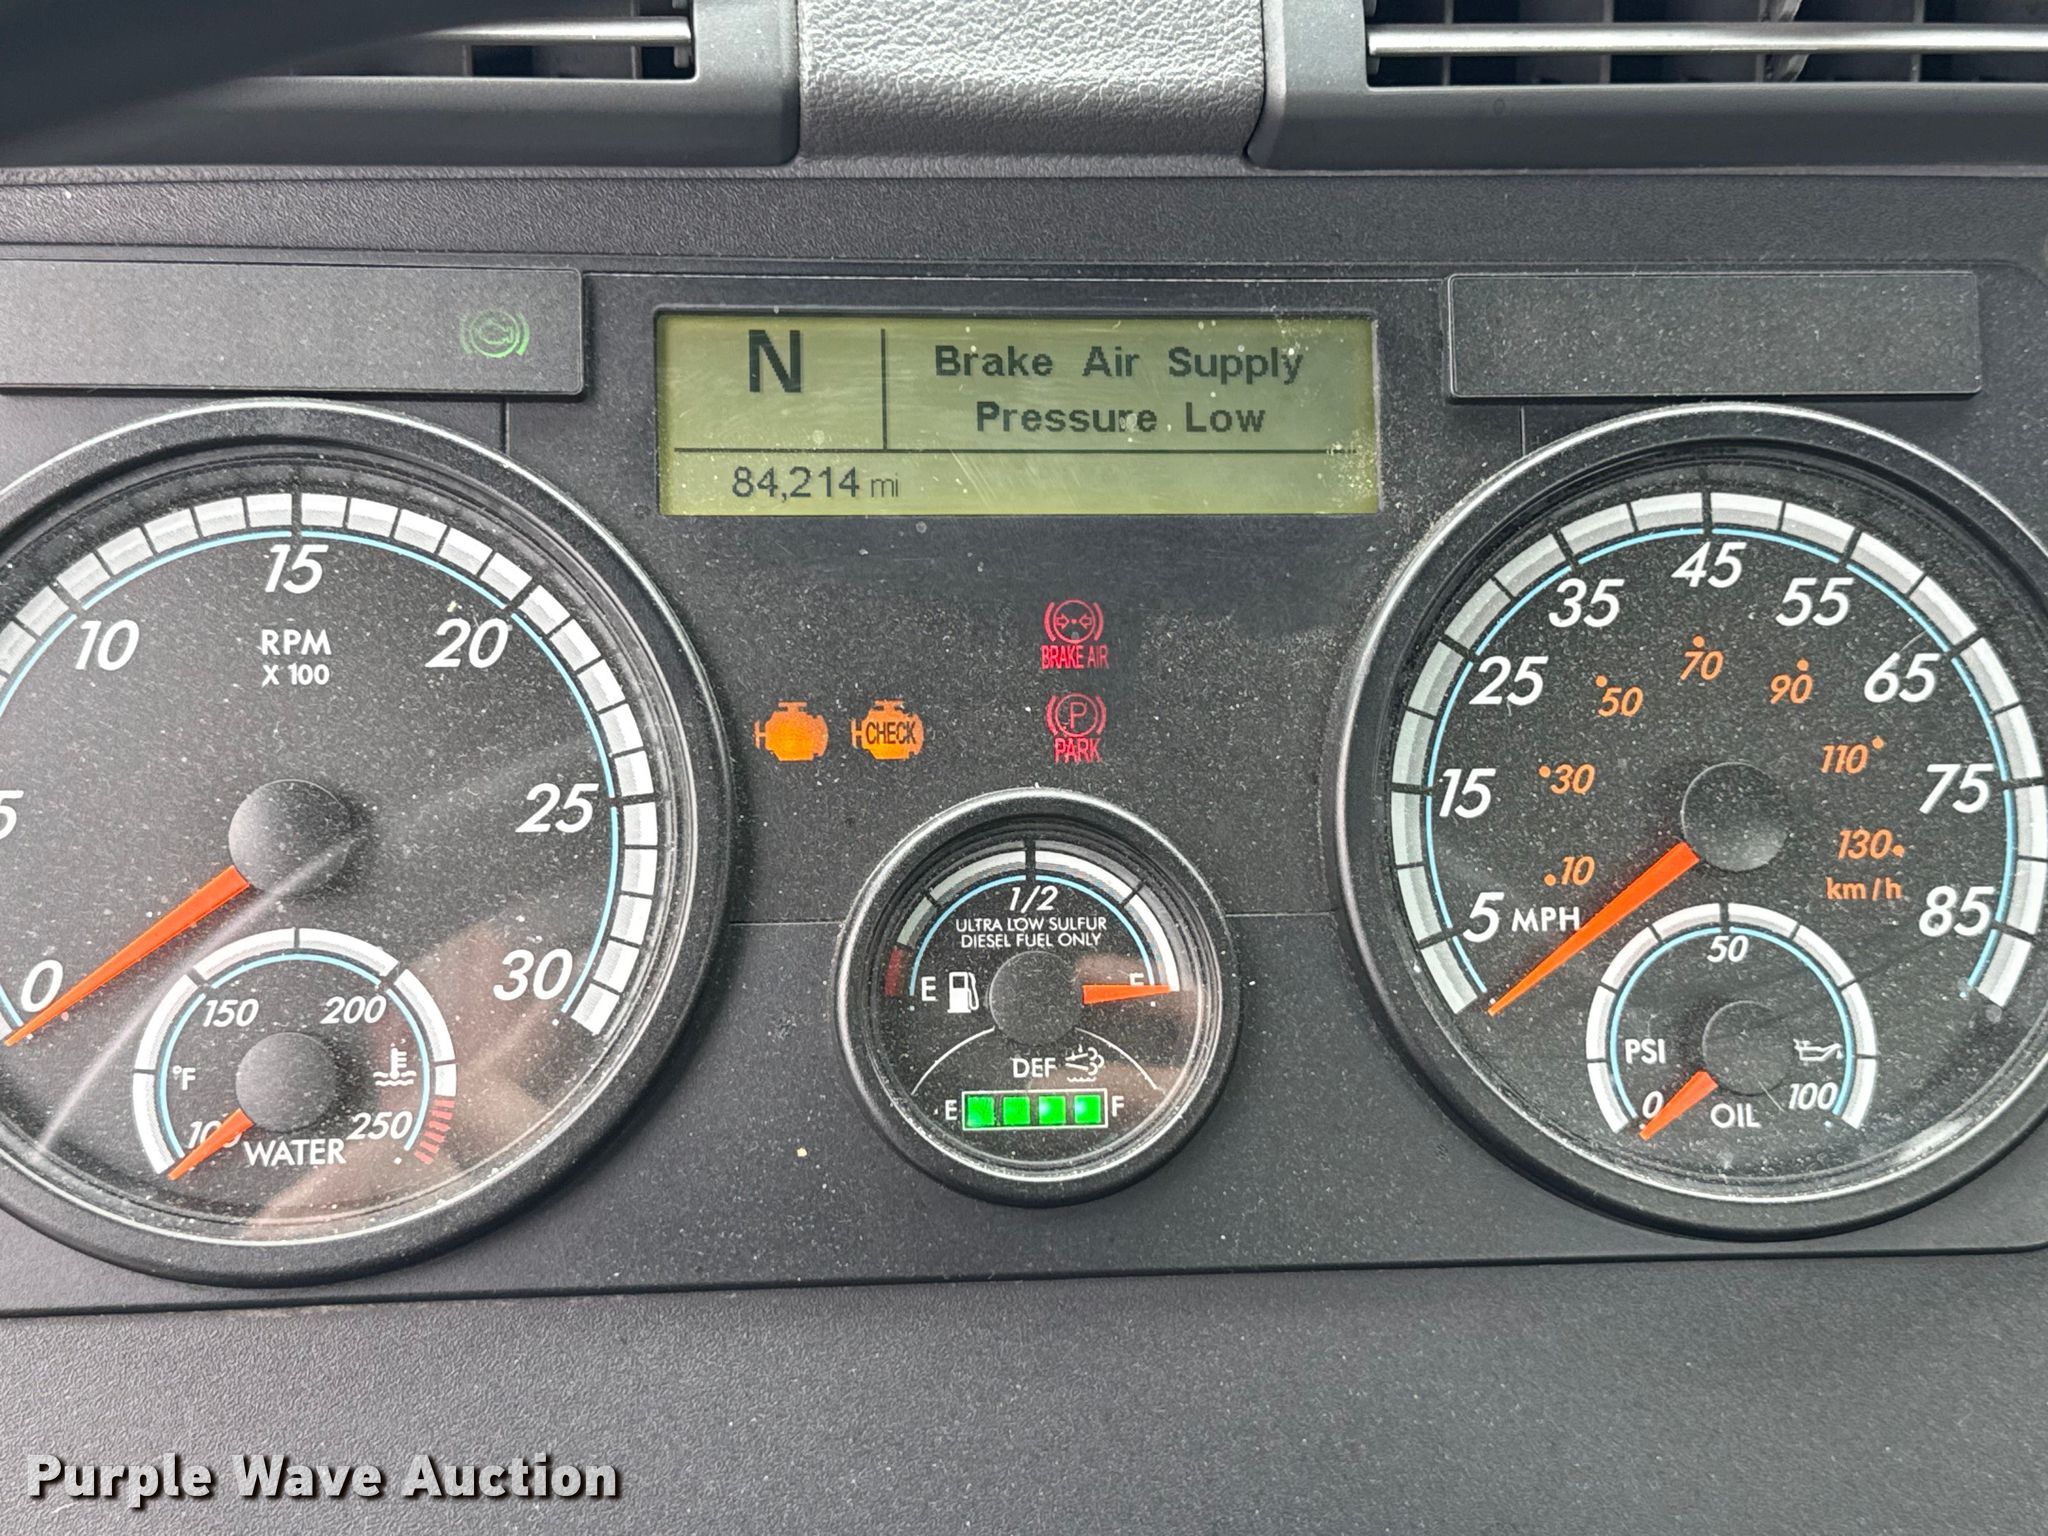 N
Brake Air Supply
Pressure Low
84,214 mi
BRAKE AIR
CHECK
PARK
0
5
10
15
20
25
30
RPM
X 100
100
150
200
250
°F
WATER
1/2
ULTRA LOW SULFUR
DIESEL FUEL ONLY
E
F
DEF
E
F
5
15
25
35
45
55
65
75
85
MPH
10
30
50
70
90
110
130
km/h
0
50
100
PSI
OIL
P
Purple Wave Auction